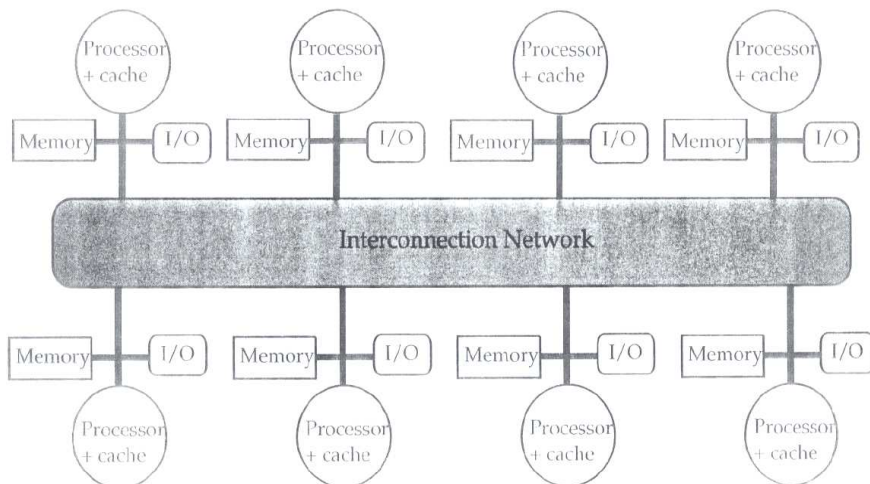 Processor
+ cache
Processor
+ cache
Processor
+ cache
Processor
+ cache
Memory
I/O
Memory
I/O
Memory
I/O
Memory
I/O
Interconnection Network
Memory
I/O
Memory
I/O
Memory
I/O
Memory
I/O
Processor
+ cache
Processor
+ cache
Processor
+ cache
Processor
+ cache